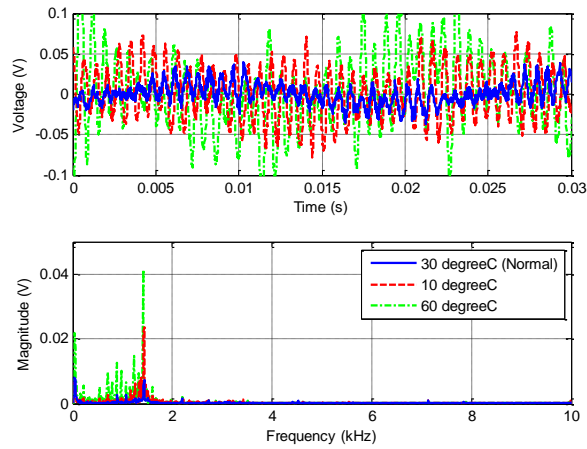 0.1
0.05
0
-0.05
-0.1
Voltage (V)
0 0.005 0.01 0.015 0.02 0.025 0.03
Time (s)
0.04
0.02
0
Magnitude (V)
30 degreeC (Normal)
10 degreeC
60 degreeC
0 2 4 6 8 10
Frequency (kHz)